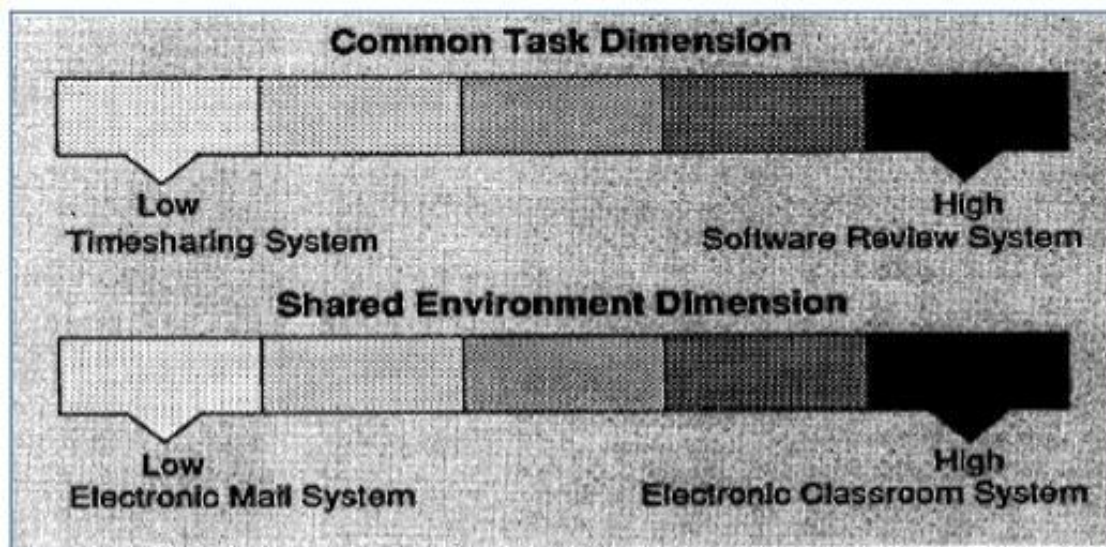 Common Task Dimension
Low High
Timesharing System Software Review System
Shared Environment Dimension
Low High
Electronic Mail System Electronic Classroom System